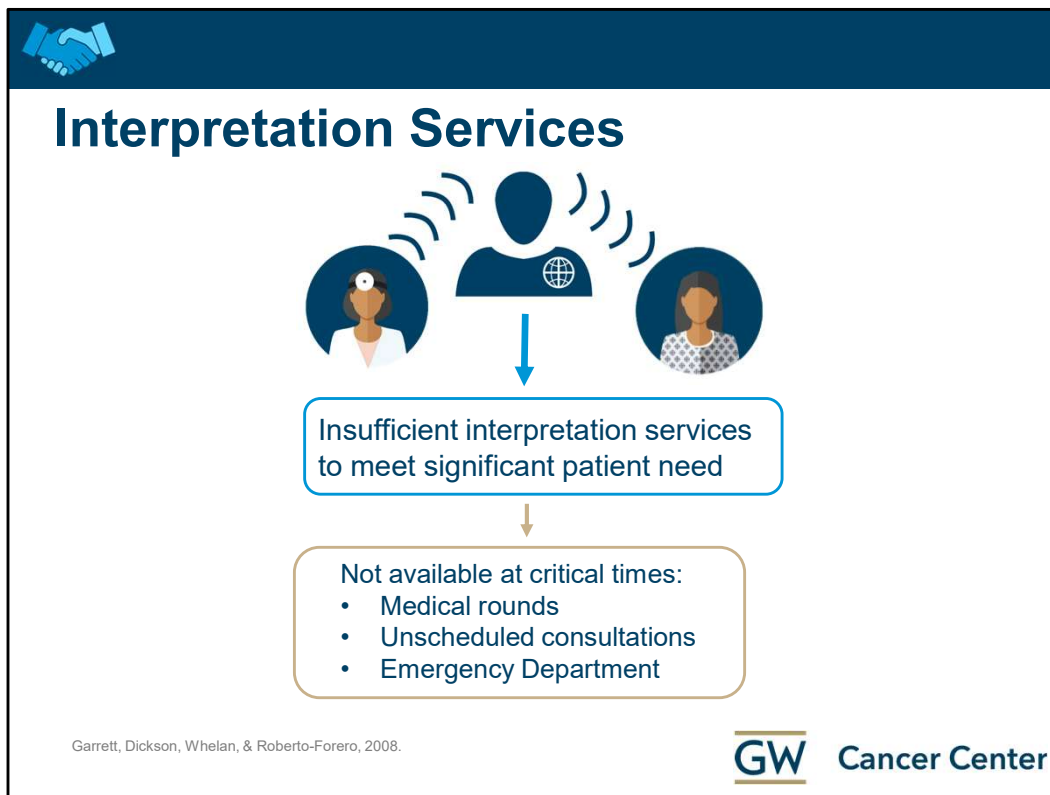 Interpretation Services
Insufficient interpretation services
to meet significant patient need
Not available at critical times:
• Medical rounds
• Unscheduled consultations
• Emergency Department
Garrett, Dickson, Whelan, & Roberto-Forero, 2008.
GW Cancer Center